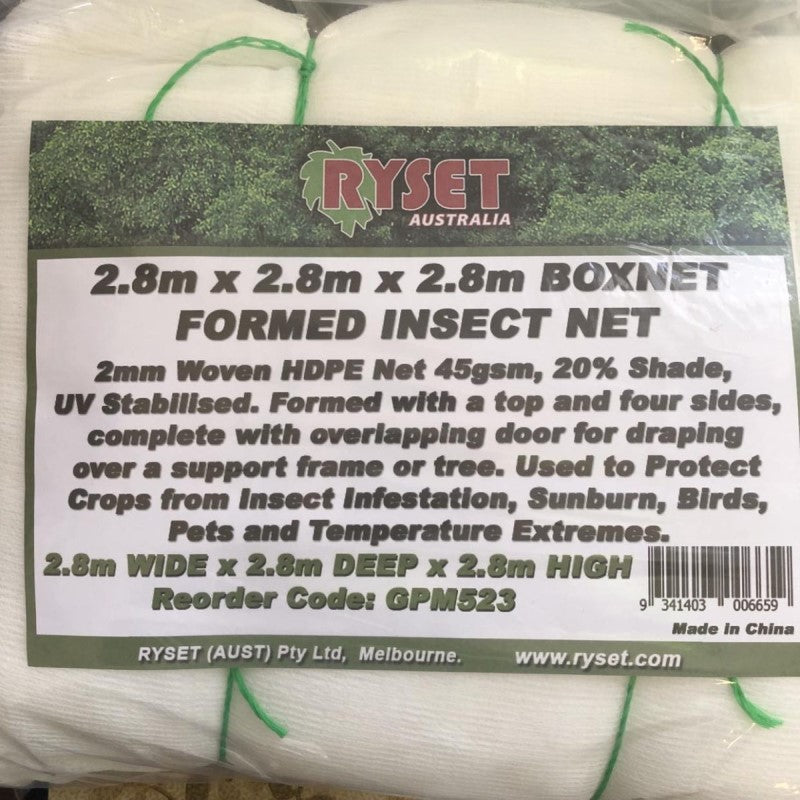 RYSET
AUSTRALIA
2.8m x 2.8m x 2.8m BOXNET
FORMED INSECT NET
2mm Woven HDPE Net 45gsm, 20% Shade,
UV Stabilised. Formed with a top and four sides,
complete with overlapping door for draping
over a support frame or tree. Used to Protect
Crops from Insect Infestation, Sunburn, Birds,
Pets and Temperature Extremes.
2.8m WIDE x 2.8m DEEP x 2.8m HIGH
Reorder Code: GPM523
9 341403 006659
Made in China
RYSET (AUST) Pty Ltd, Melbourne. www.ryset.com